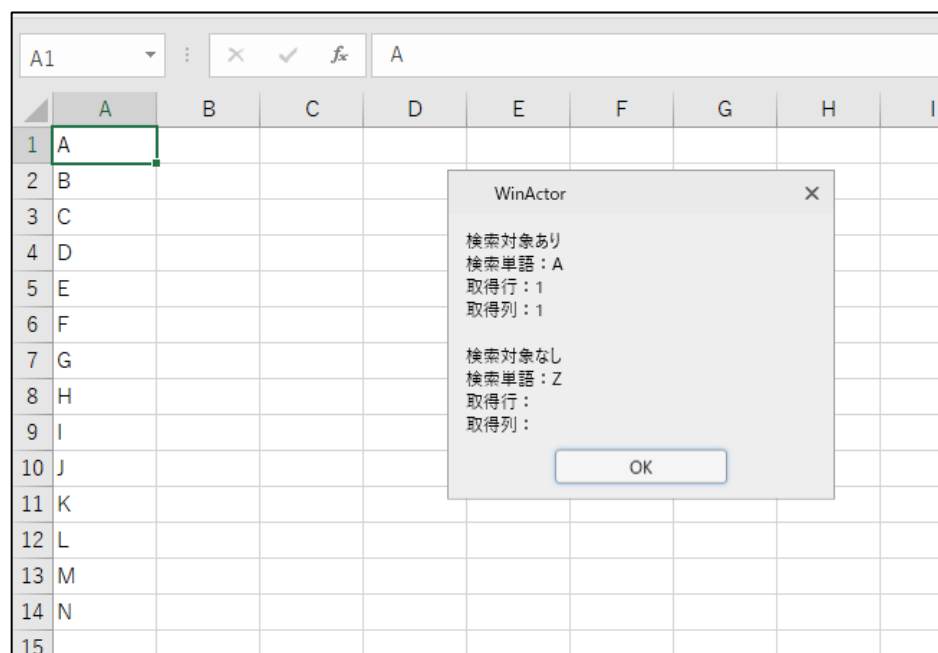 A1 fx A
A B C D E F G H I
1 A
2 B
3 C
4 D
5 E
6 F
7 G
8 H
9 I
10 J
11 K
12 L
13 M
14 N
15
WinActor
検索対象あり
検索単語：A
取得行：1
取得列：1
検索対象なし
検索単語：Z
取得行：
取得列：
OK